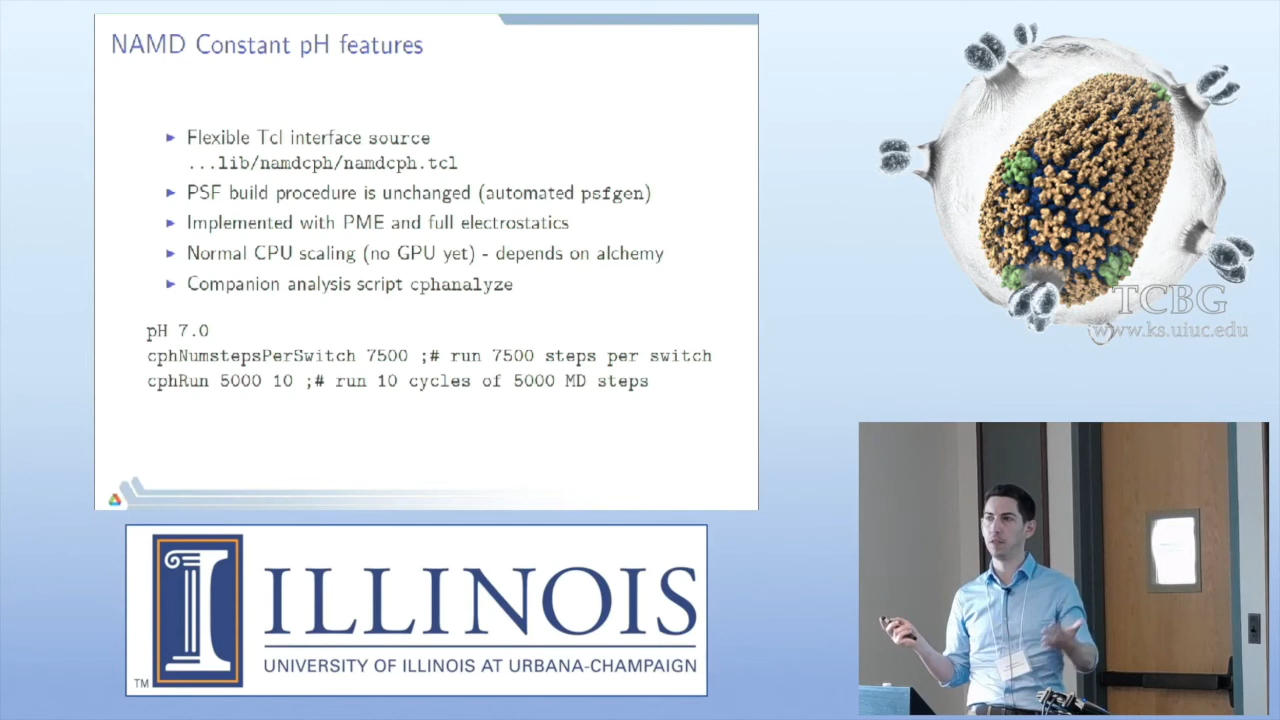 NAMD Constant pH features
► Flexible Tcl interface source
...lib/namdcph/namdcph.tcl
► PSF build procedure is unchanged (automated psfgen)
► Implemented with PME and full electrostatics
► Normal CPU scaling (no GPU yet) - depends on alchemy
► Companion analysis script cphanalyze
pH 7.0
cphNumstepsPerSwitch 7500 ;# run 7500 steps per switch
cphRun 5000 10 ;# run 10 cycles of 5000 MD steps
TCBG
www.ks.uiuc.edu
ILLINOIS
UNIVERSITY OF ILLINOIS AT URBANA-CHAMPAIGN
TM